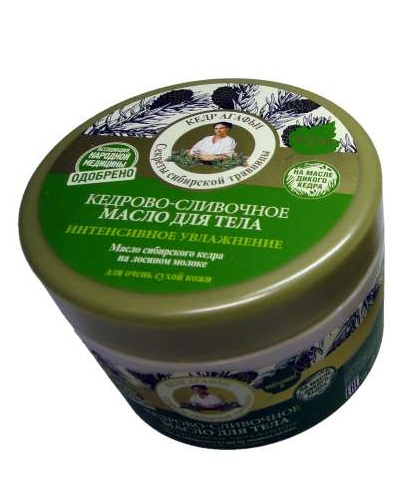 КЕДР АГАФЬИ
Секреты сибирской травницы
АССОЦИАЦИЯ
НАРОДНОЙ
МЕДИЦИНЫ
ОДОБРЕНО
НА МАСЛЕ
ДИКОГО
КЕДРА
КЕДРОВО-СЛИВОЧНОЕ
МАСЛО ДЛЯ ТЕЛА
ИНТЕНСИВНОЕ УВЛАЖНЕНИЕ
Масло сибирского кедра
на лосином молоке
для очень сухой кожи
КЕДРОВО-СЛИВОЧНОЕ
МАСЛО ДЛЯ ТЕЛА